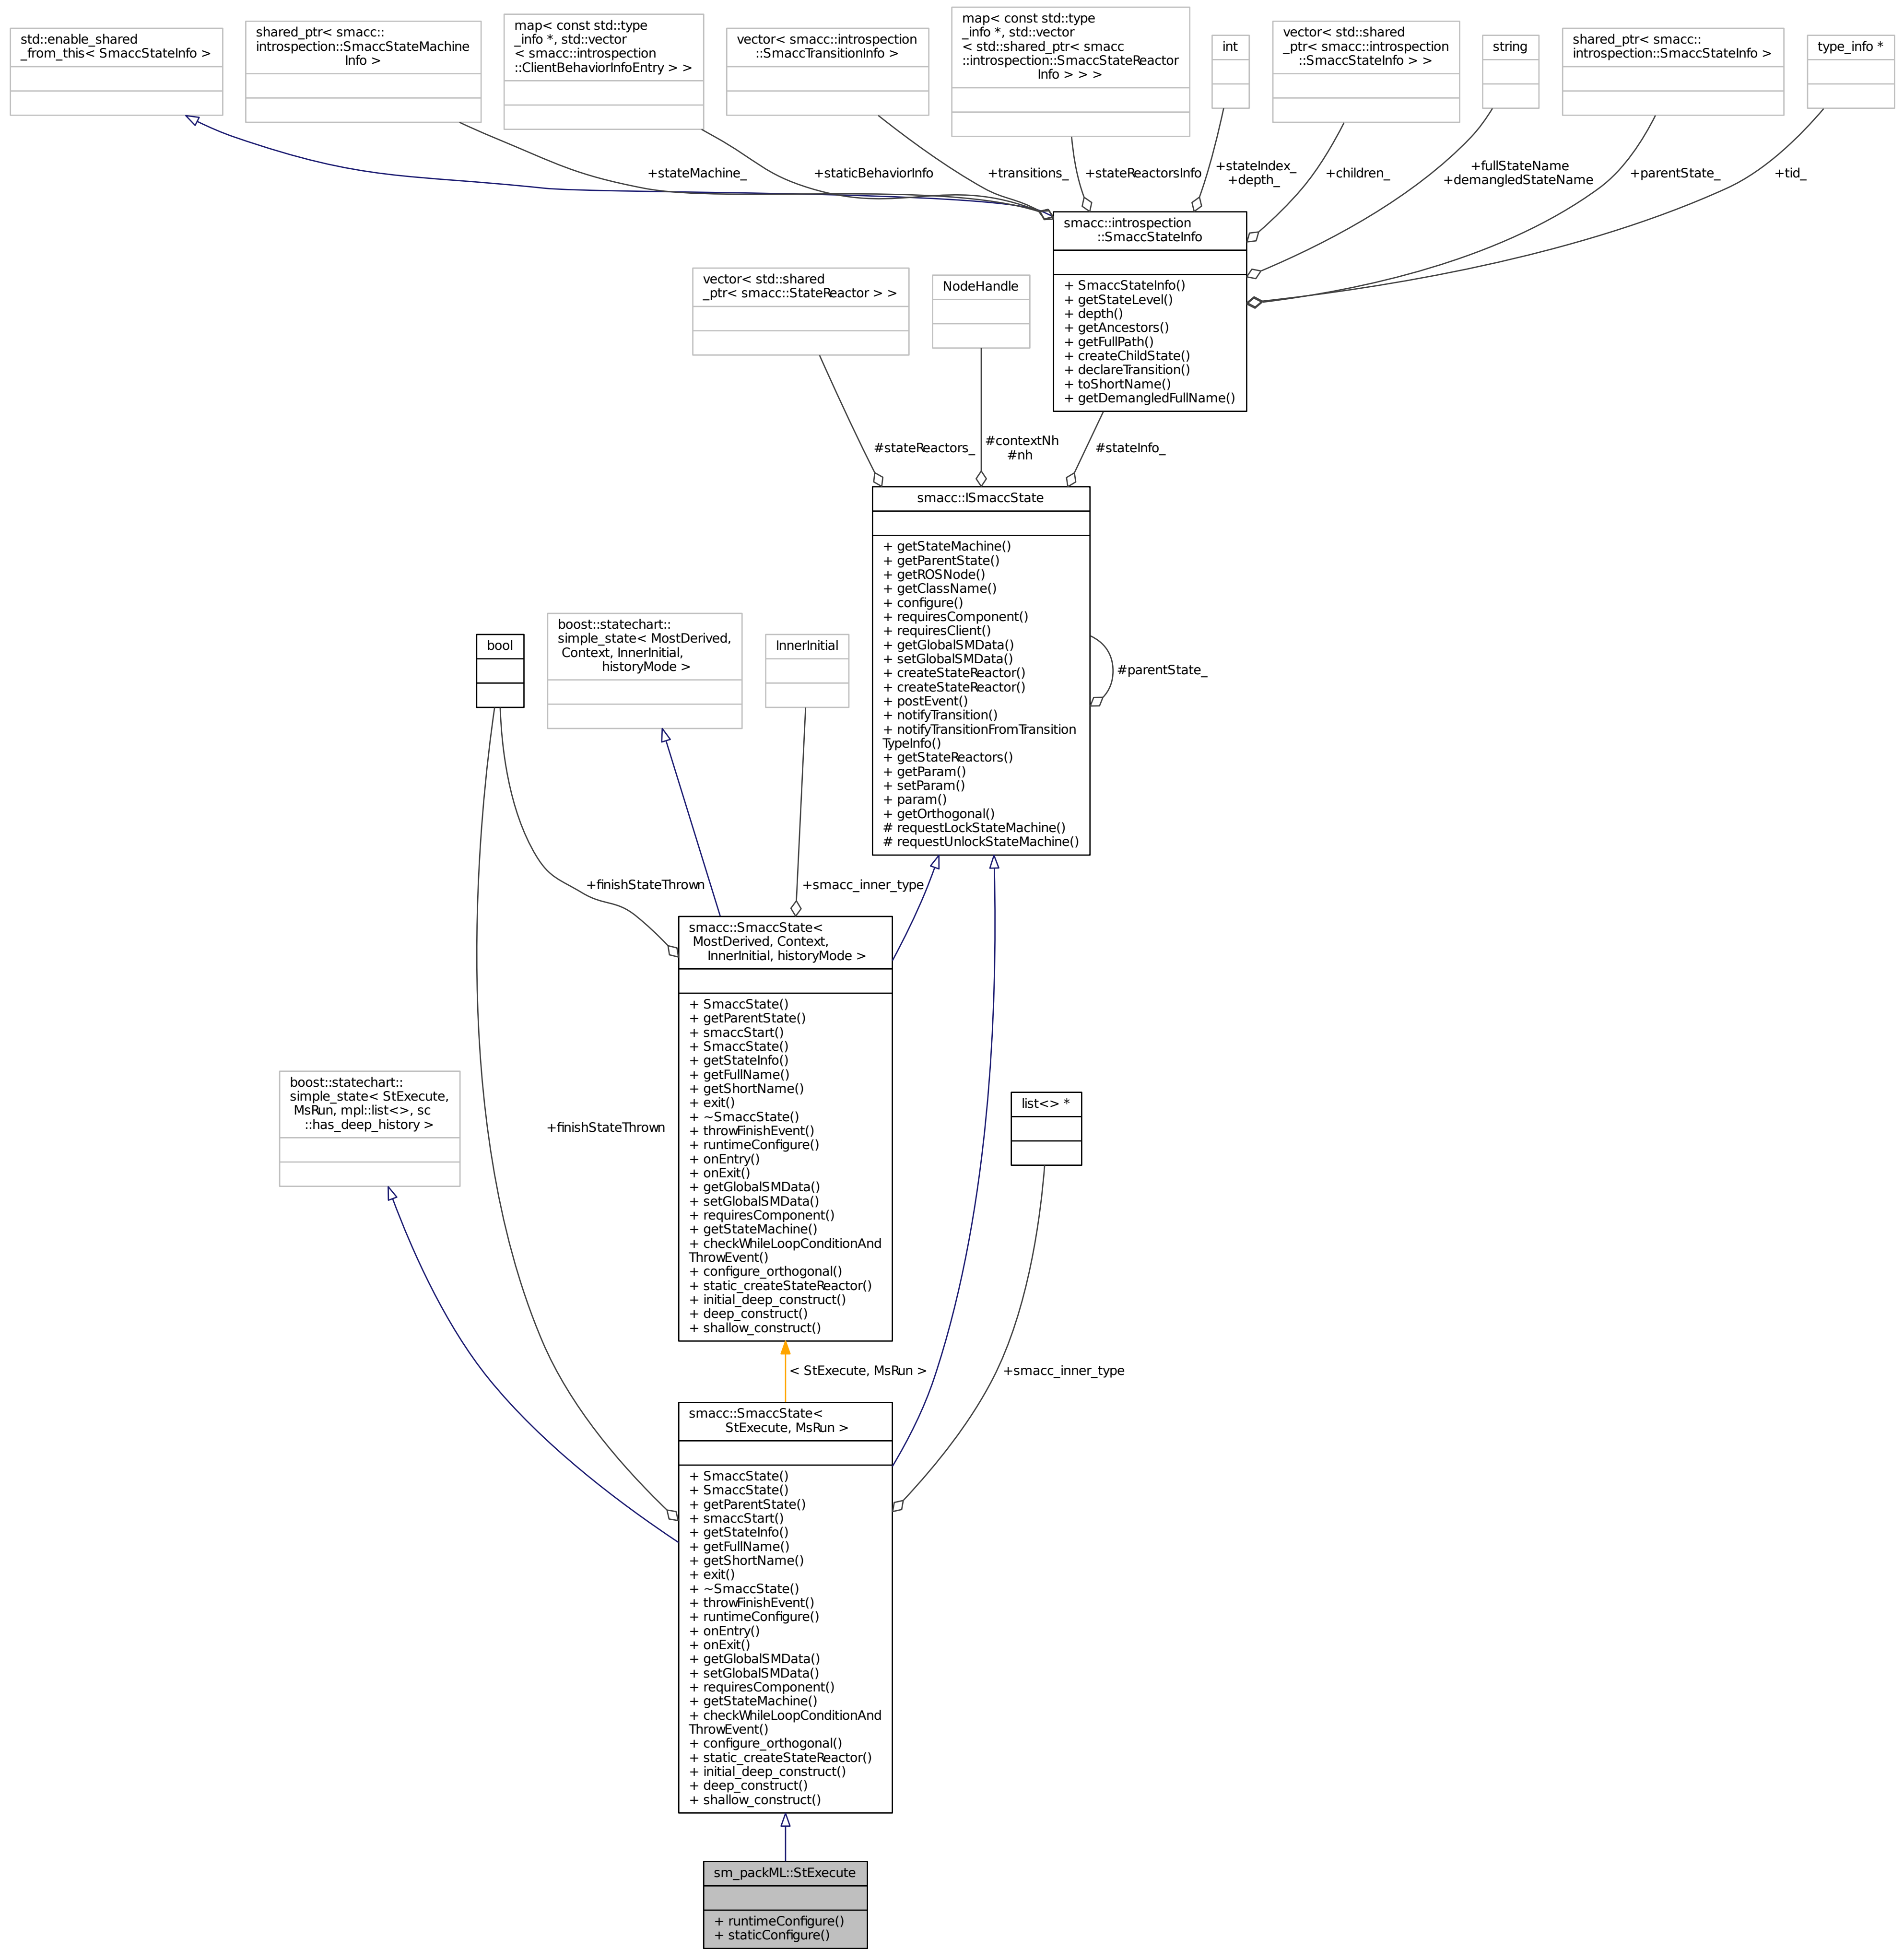 std::enable_shared
_from_this< SmaccStateInfo >
shared_ptr< smacc::
introspection::SmaccStateMachine
Info >
map< const std::type
_info *, std::vector
< smacc::introspection
::ClientBehaviorInfoEntry > >
vector< smacc::introspection
::SmaccTransitionInfo >
map< const std::type
_info *, std::vector
< std::shared_ptr< smacc
::introspection::SmaccStateReactor
Info > > >
int
vector< std::shared
_ptr< smacc::introspection
::SmaccStateInfo > >
string
shared_ptr< smacc::
introspection::SmaccStateInfo >
type_info *
+stateMachine_
+staticBehaviorInfo
+transitions_
+stateReactorsInfo
+stateIndex_
+depth_
+children_
+fullStateName
+demangledStateName
+parentState_
+tid_
smacc::introspection
::SmaccStateInfo
+ SmaccStateInfo()
+ getStateLevel()
+ depth()
+ getAncestors()
+ getFullPath()
+ createChildState()
+ declareTransition()
+ toShortName()
+ getDemangledFullName()
vector< std::shared
_ptr< smacc::StateReactor > >
NodeHandle
#stateReactors_
#contextNh
#nh
#stateInfo_
smacc::ISmaccState
+ getStateMachine()
+ getParentState()
+ getROSNode()
+ getClassName()
+ configure()
+ requiresComponent()
+ requiresClient()
+ getGlobalSMData()
+ setGlobalSMData()
+ createStateReactor()
+ createStateReactor()
+ postEvent()
+ notifyTransition()
+ notifyTransitionFromTransition
TypeInfo()
+ getStateReactors()
+ getParam()
+ setParam()
+ param()
+ getOrthogonal()
# requestLockStateMachine()
# requestUnlockStateMachine()
#parentState_
bool
boost::statechart::
simple_state< MostDerived,
Context, InnerInitial,
historyMode >
InnerInitial
+finishStateThrown
+smacc_inner_type
smacc::SmaccState<
MostDerived, Context,
InnerInitial, historyMode >
+ SmaccState()
+ getParentState()
+ smaccStart()
+ SmaccState()
+ getStateInfo()
+ getFullName()
+ getShortName()
+ exit()
+ ~SmaccState()
+ throwFinishEvent()
+ runtimeConfigure()
+ onEntry()
+ onExit()
+ getGlobalSMData()
+ setGlobalSMData()
+ requiresComponent()
+ getStateMachine()
+ checkWhileLoopConditionAnd
ThrowEvent()
+ configure_orthogonal()
+ static_createStateReactor()
+ initial_deep_construct()
+ deep_construct()
+ shallow_construct()
boost::statechart::
simple_state< StExecute,
MsRun, mpl::list<>, sc
::has_deep_history >
+finishStateThrown
list<> *
< StExecute, MsRun >
+smacc_inner_type
smacc::SmaccState<
StExecute, MsRun >
+ SmaccState()
+ SmaccState()
+ getParentState()
+ smaccStart()
+ getStateInfo()
+ getFullName()
+ getShortName()
+ exit()
+ ~SmaccState()
+ throwFinishEvent()
+ runtimeConfigure()
+ onEntry()
+ onExit()
+ getGlobalSMData()
+ setGlobalSMData()
+ requiresComponent()
+ getStateMachine()
+ checkWhileLoopConditionAnd
ThrowEvent()
+ configure_orthogonal()
+ static_createStateReactor()
+ initial_deep_construct()
+ deep_construct()
+ shallow_construct()
sm_packML::StExecute
+ runtimeConfigure()
+ staticConfigure()